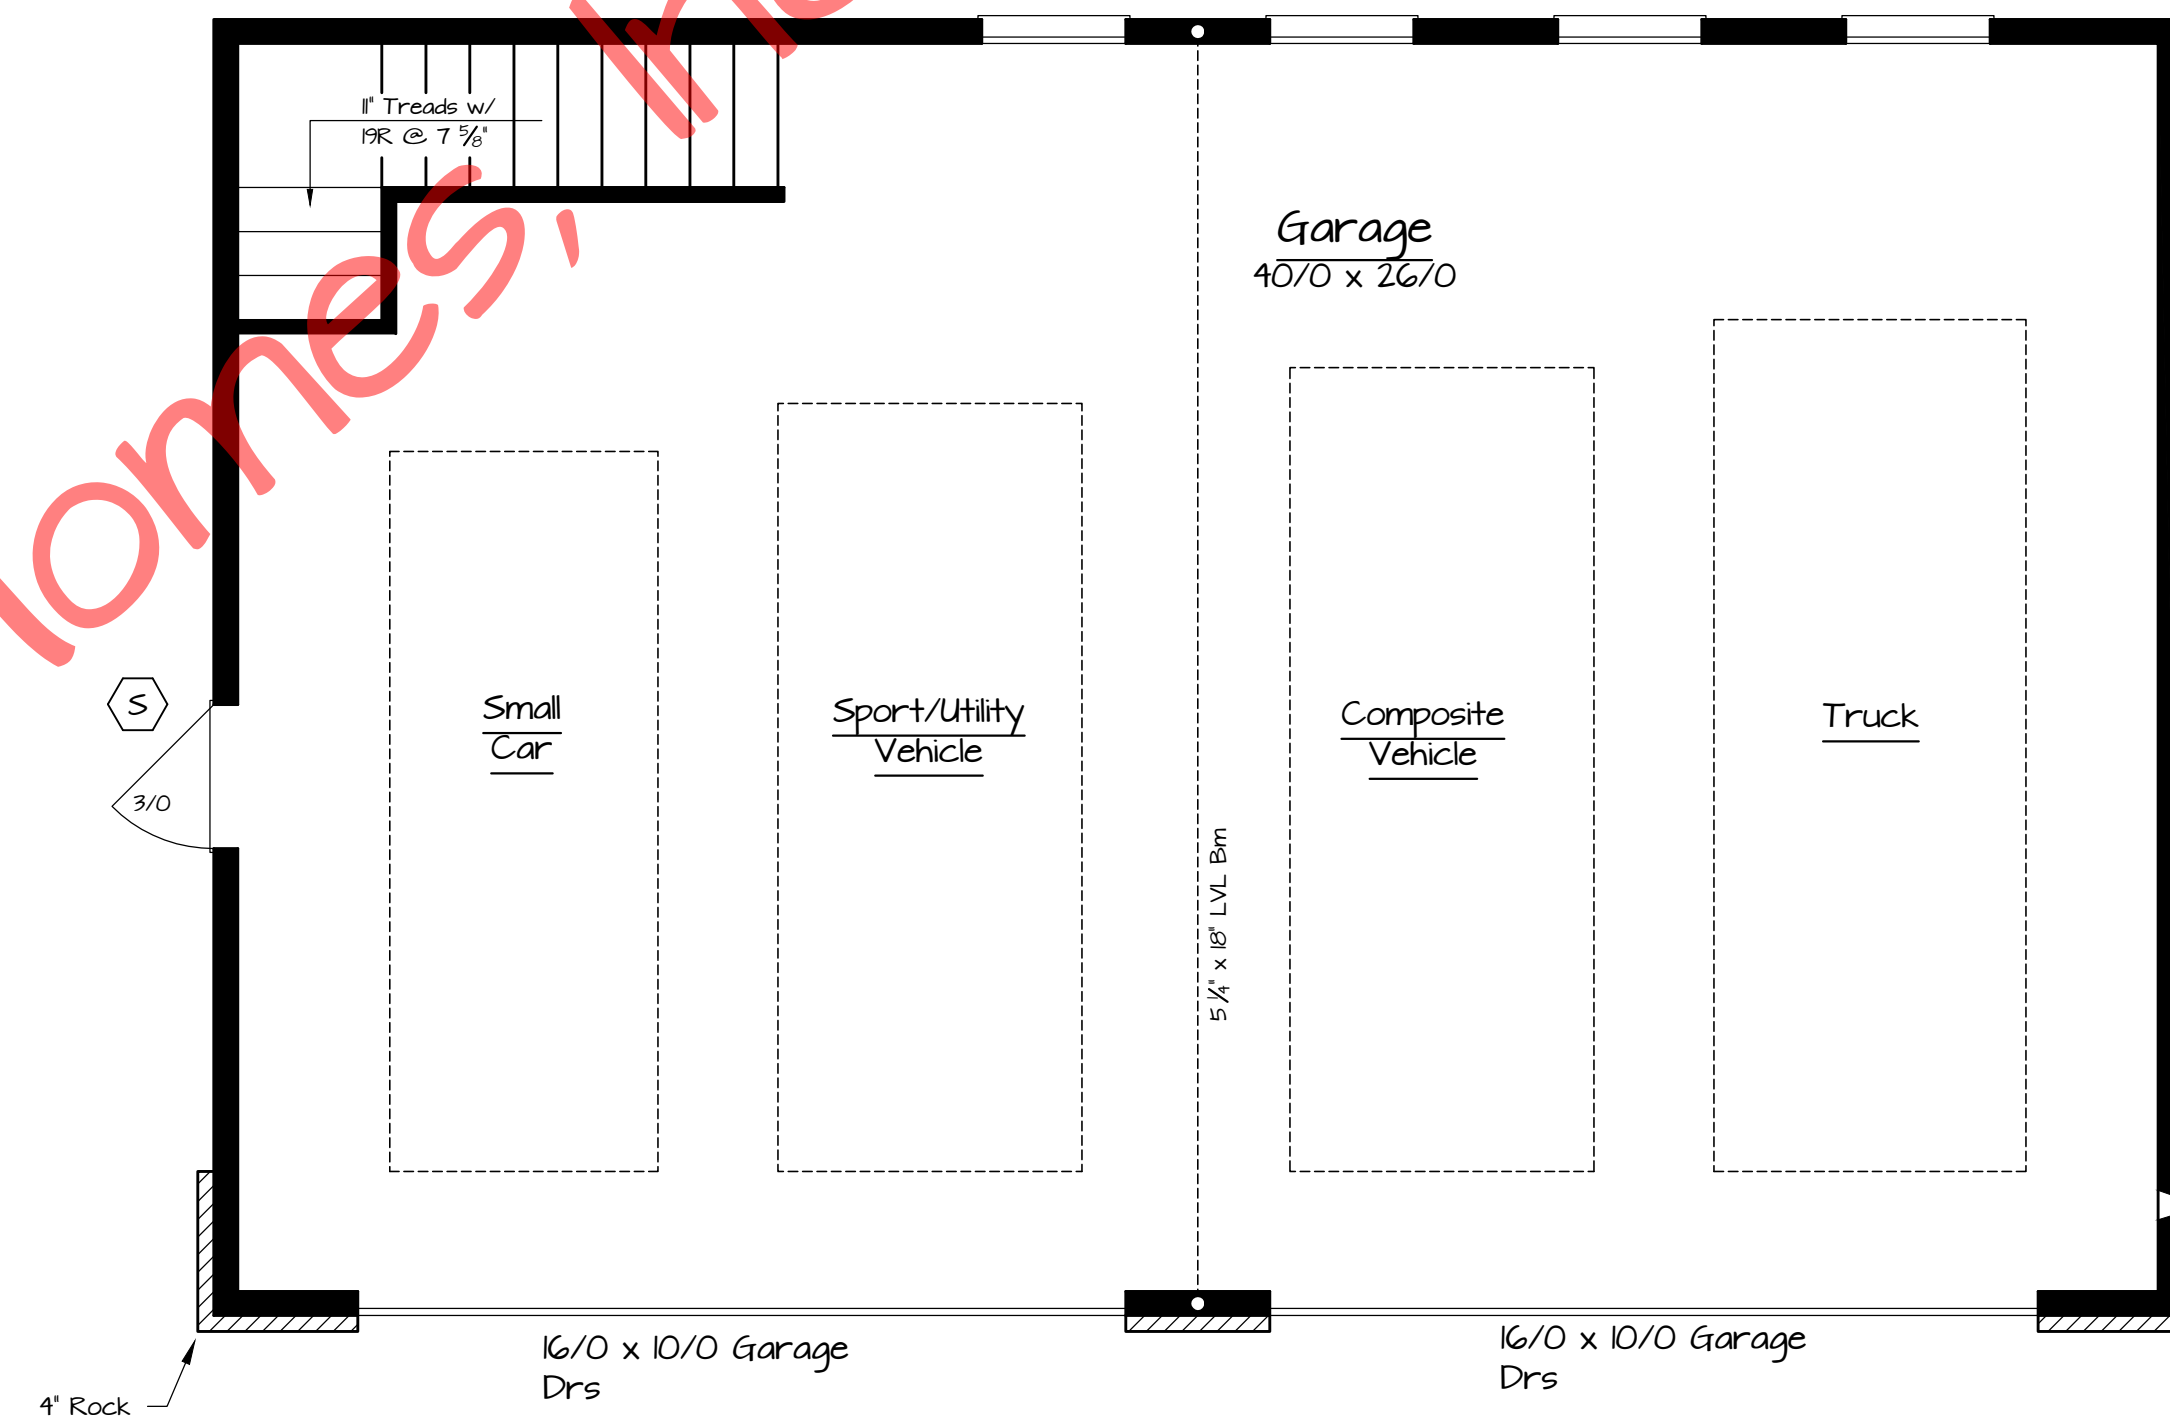 11" Treads w/
19R @ 7 5/8"
Garage
40/0 x 26/0
omes, In
S
3/0
Small
Car
Sport/Utility
Vehicle
Composite
Vehicle
Truck
5 1/4" x 18" LVL Bm
16/0 x 10/0 Garage
Drs
16/0 x 10/0 Garage
Drs
4" Rock